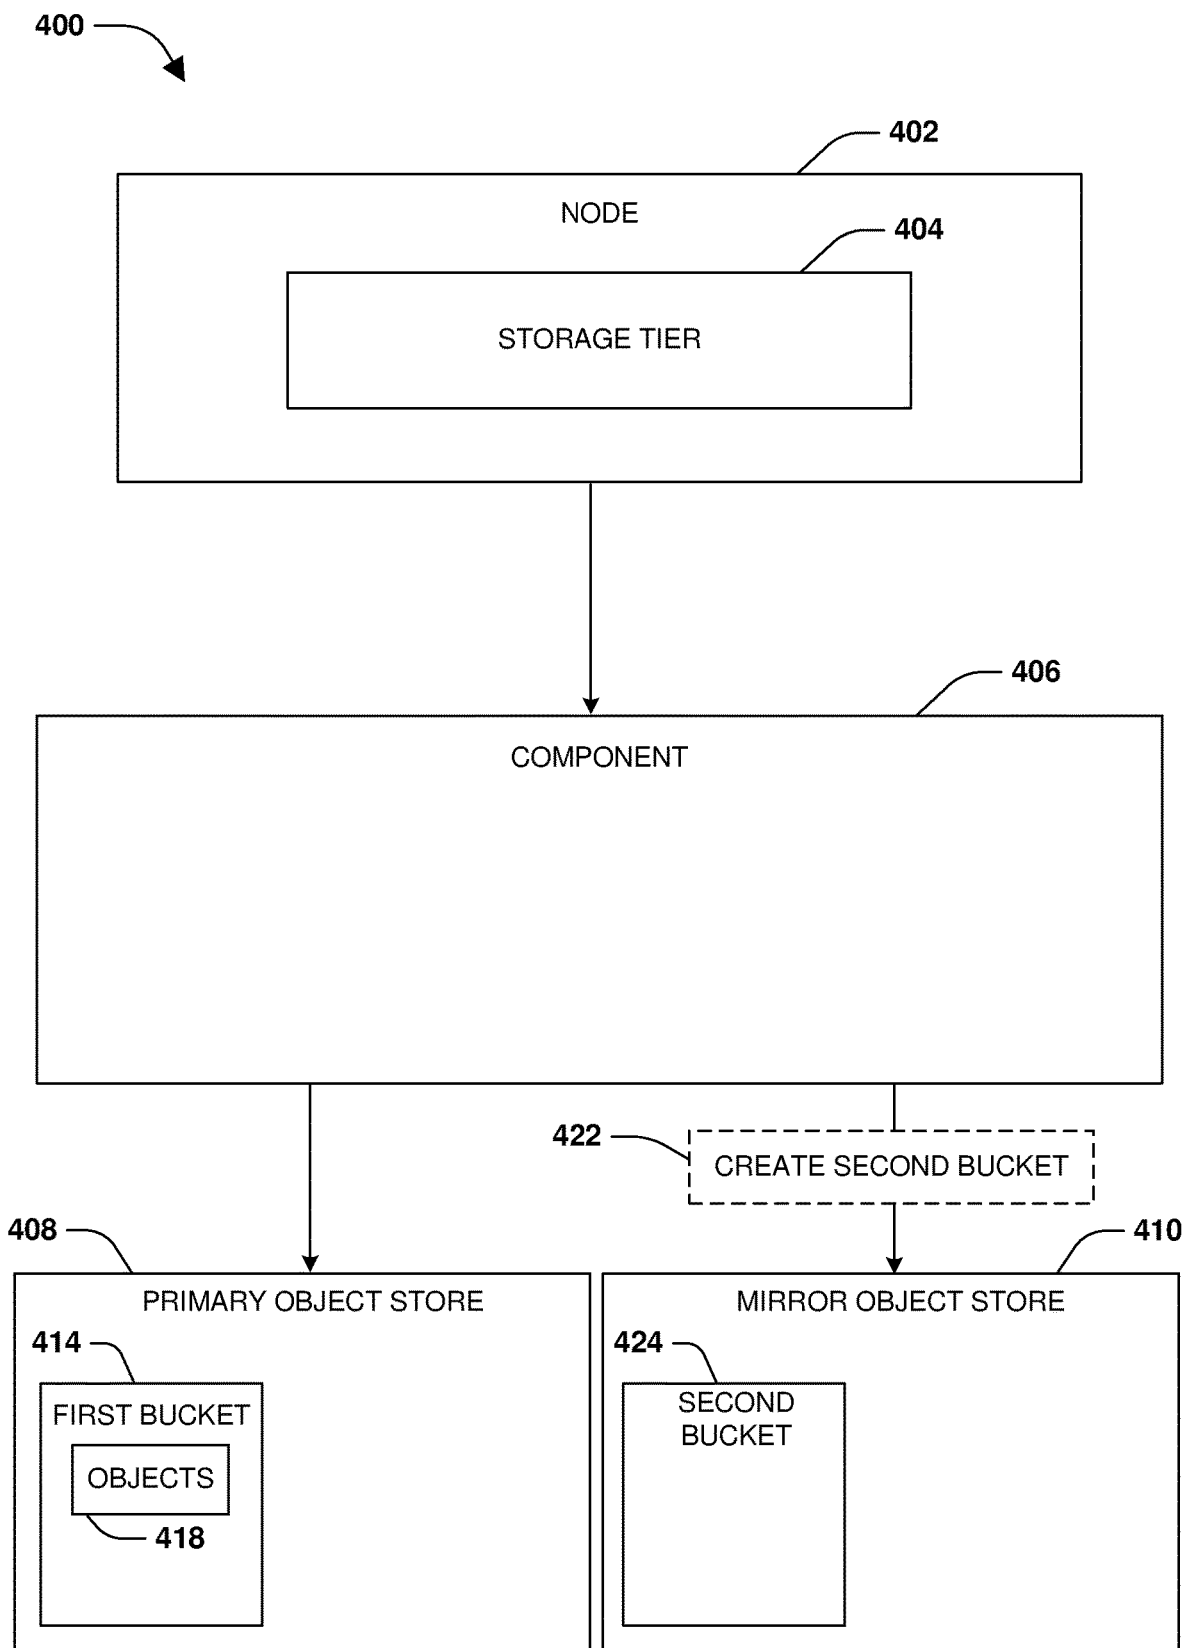 400
402
NODE
404
STORAGE TIER
406
COMPONENT
422
CREATE SECOND BUCKET
408
410
PRIMARY OBJECT STORE
MIRROR OBJECT STORE
414
424
FIRST BUCKET
OBJECTS
418
SECOND
BUCKET